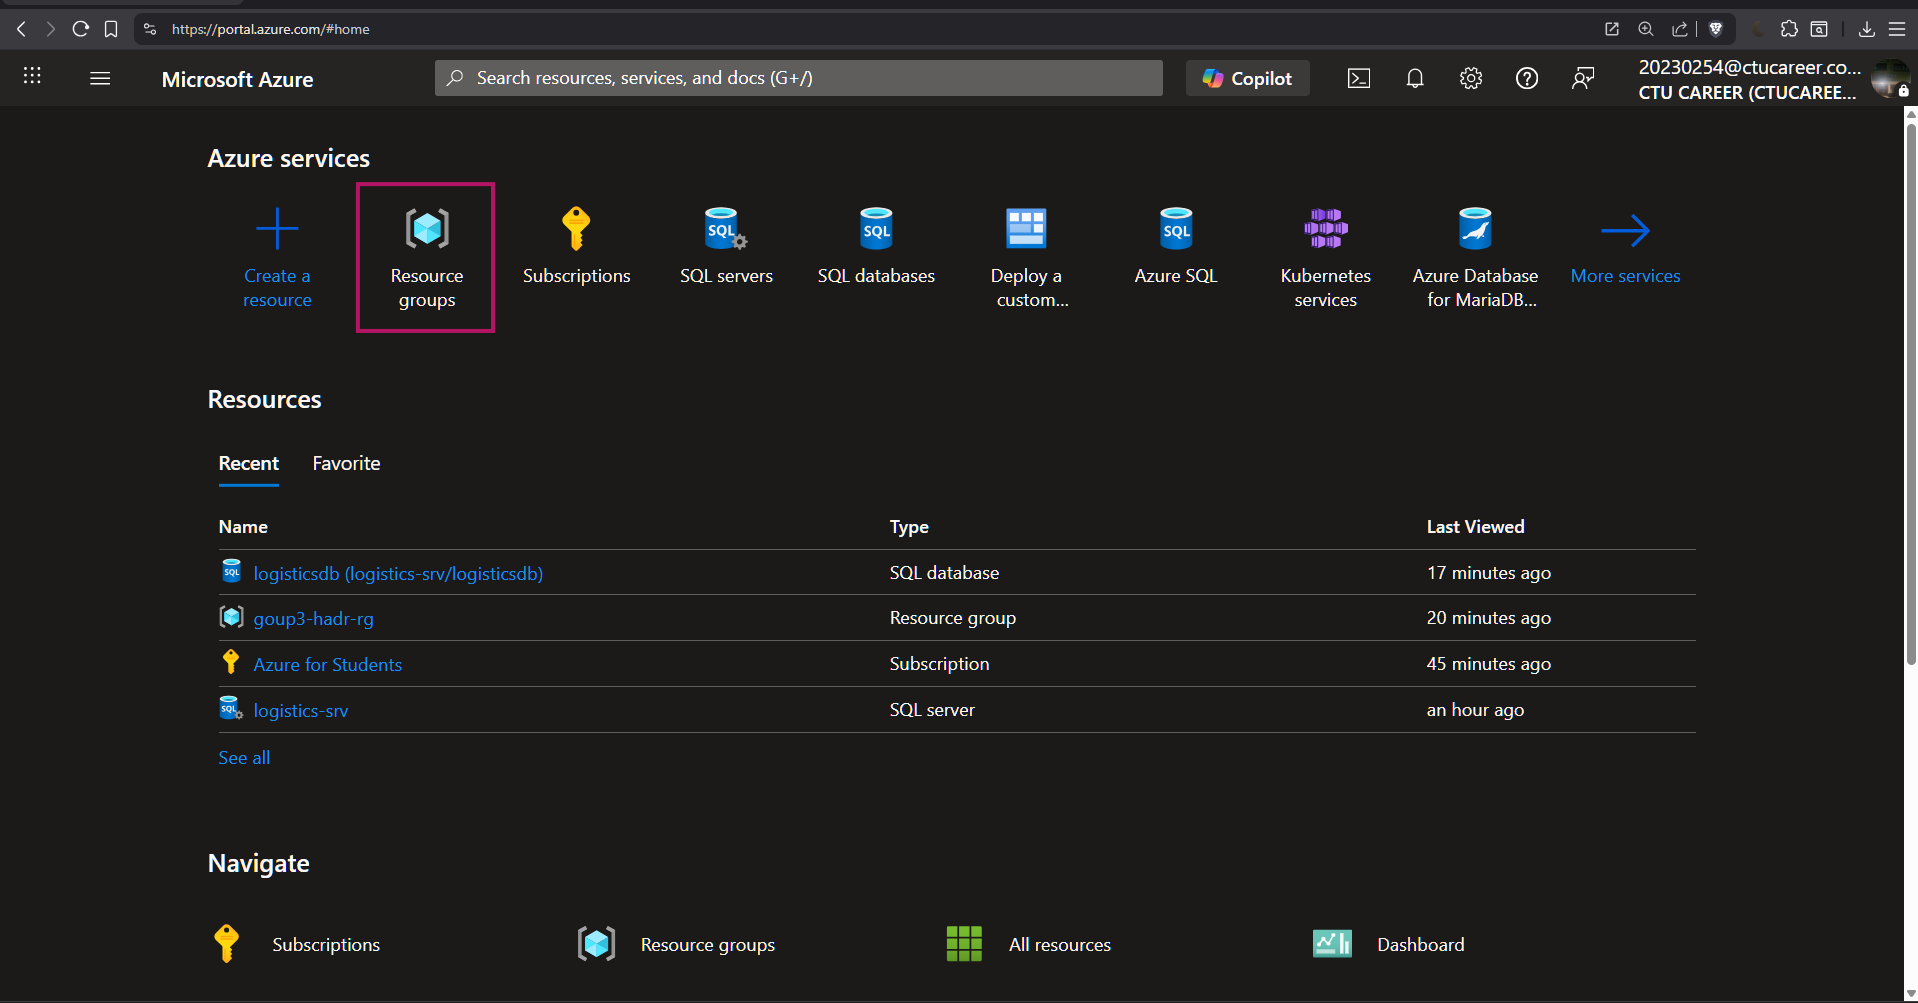 https://portal.azure.com/#home
Microsoft Azure
Search resources, services, and docs (G+/)
Copilot
20230254@ctucareer.co...
CTU CAREER (CTUCAREE...
Azure services
Create a resource
Resource groups
Subscriptions
SQL servers
SQL databases
Deploy a custom...
Azure SQL
Kubernetes services
Azure Database for MariaDB...
More services
Resources
Recent
Favorite
Name
Type
Last Viewed
logisticsdb (logistics-srv/logisticsdb)
SQL database
17 minutes ago
goup3-hadr-rg
Resource group
20 minutes ago
Azure for Students
Subscription
45 minutes ago
logistics-srv
SQL server
an hour ago
See all
Navigate
Subscriptions
Resource groups
All resources
Dashboard